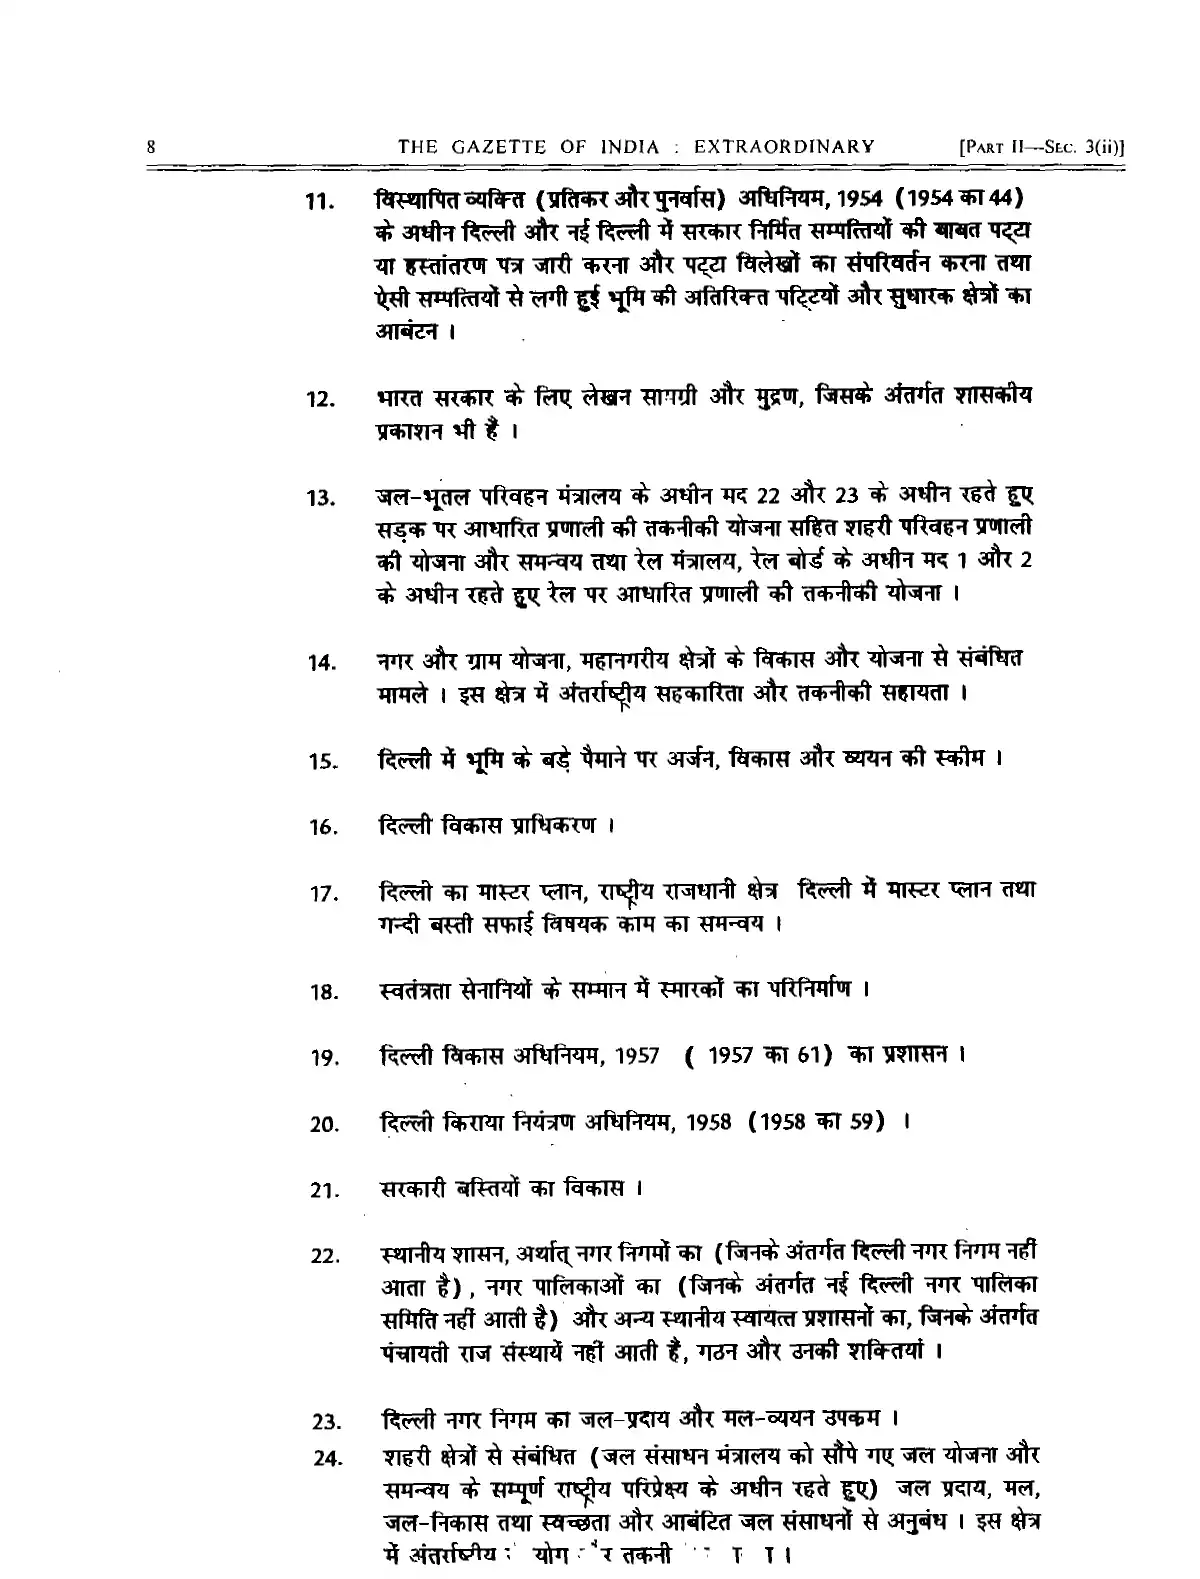 8 THE GAZETTE OF INDIA : EXTRAORDINARY [PART II—SEC. 3(ii)]
11. विस्थापित व्यक्ति (प्रतिकर और पुनर्वास) अधिनियम, 1954 (1954 का 44)
के अधीन दिल्ली और नई दिल्ली में सरकार निर्मित सम्पत्तियों की बाबत पट्टा
या हस्तांतरण पत्र जारी करना और पट्टा विलेखों का संपरिवर्तन करना तथा
ऐसी सम्पत्तियों से लगी हुई भूमि की अतिरिक्त पट्टियों और सुधारक क्षेत्रों का
आबंटन ।
12. भारत सरकार के लिए लेखन सामग्री और मुद्रण, जिसके अंतर्गत शासकीय
प्रकाशन भी हैं ।
13. जल-भूतल परिवहन मंत्रालय के अधीन मद 22 और 23 के अधीन रहते हुए
सड़क पर आधारित प्रणाली की तकनीकी योजना सहित शहरी परिवहन प्रणाली
की योजना और समन्वय तथा रेल मंत्रालय, रेल बोर्ड के अधीन मद 1 और 2
के अधीन रहते हुए रेल पर आधारित प्रणाली की तकनीकी योजना ।
14. नगर और ग्राम योजना, महानगरीय क्षेत्रों के विकास और योजना से संबंधित
मामले । इस क्षेत्र में अंतर्राष्ट्रीय सहकारिता और तकनीकी सहायता ।
15. दिल्ली में भूमि के बड़े पैमाने पर अर्जन, विकास और व्ययन की स्कीम ।
16. दिल्ली विकास प्राधिकरण ।
17. दिल्ली का मास्टर प्लान, राष्ट्रीय राजधानी क्षेत्र दिल्ली में मास्टर प्लान तथा
गन्दी बस्ती सफाई विषयक काम का समन्वय ।
18. स्वतंत्रता सेनानियों के सम्मान में स्मारकों का परिनिर्माण ।
19. दिल्ली विकास अधिनियम, 1957 ( 1957 का 61) का प्रशासन ।
20. दिल्ली किराया नियंत्रण अधिनियम, 1958 (1958 का 59) ।
21. सरकारी बस्तियों का विकास ।
22. स्थानीय शासन, अर्थात् नगर निगमों का (जिनके अंतर्गत दिल्ली नगर निगम नहीं
आता है), नगर पालिकाओं का (जिनके अंतर्गत नई दिल्ली नगर पालिका
समिति नहीं आती है) और अन्य स्थानीय स्वायत्त प्रशासनों का, जिनके अंतर्गत
पंचायती राज संस्थायें नहीं आती हैं, गठन और उनकी शक्तियां ।
23. दिल्ली नगर निगम का जल-प्रदाय और मल-व्ययन उपक्रम ।
24. शहरी क्षेत्रों से संबंधित (जल संसाधन मंत्रालय को सौंपे गए जल योजना और
समन्वय के सम्पूर्ण राष्ट्रीय परिप्रेक्ष्य के अधीन रहते हुए) जल प्रदाय, मल,
जल-निकास तथा स्वच्छता और आबंटित जल संसाधनों से अनुबंध । इस क्षेत्र
में अंतर्राष्ट्रीय